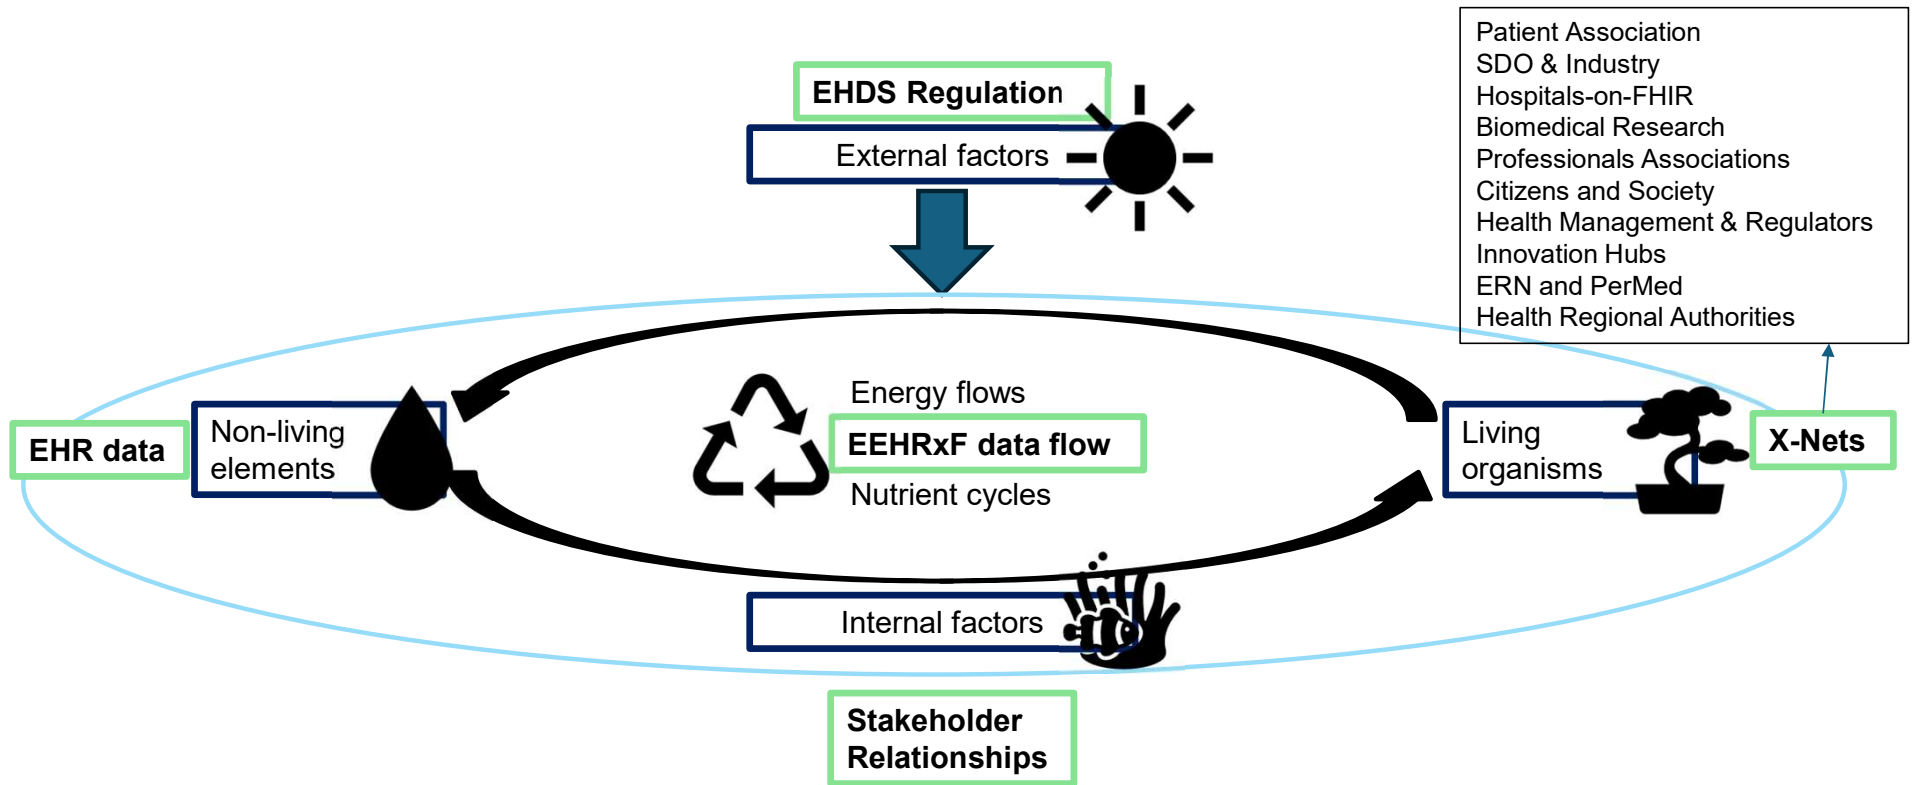 Patient Association
SDO & Industry
Hospitals-on-FHIR
Biomedical Research
Professionals Associations
Citizens and Society
Health Management & Regulators
Innovation Hubs
ERN and PerMed
Health Regional Authorities
EHDS Regulation
External factors
EHR data
Non-living
elements
Energy flows
EEHRxF data flow
Nutrient cycles
Living
organisms
X-Nets
Internal factors
Stakeholder
Relationships